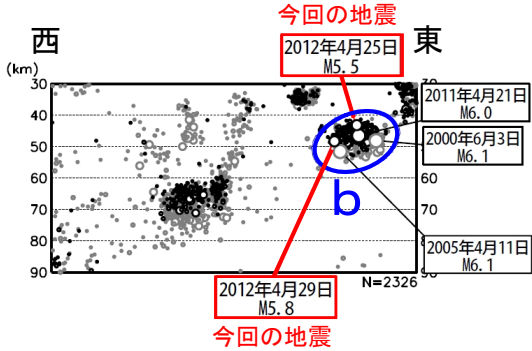 今回の地震
西
東
2012年4月25日
M5.5
(km)
30
40
50
60
70
80
90
30
60
70
80
90
2011年4月21日
M6.0
2000年6月3日
M6.1
b
2005年4月11日
M6.1
N=2326
2012年4月29日
M5.8
今回の地震